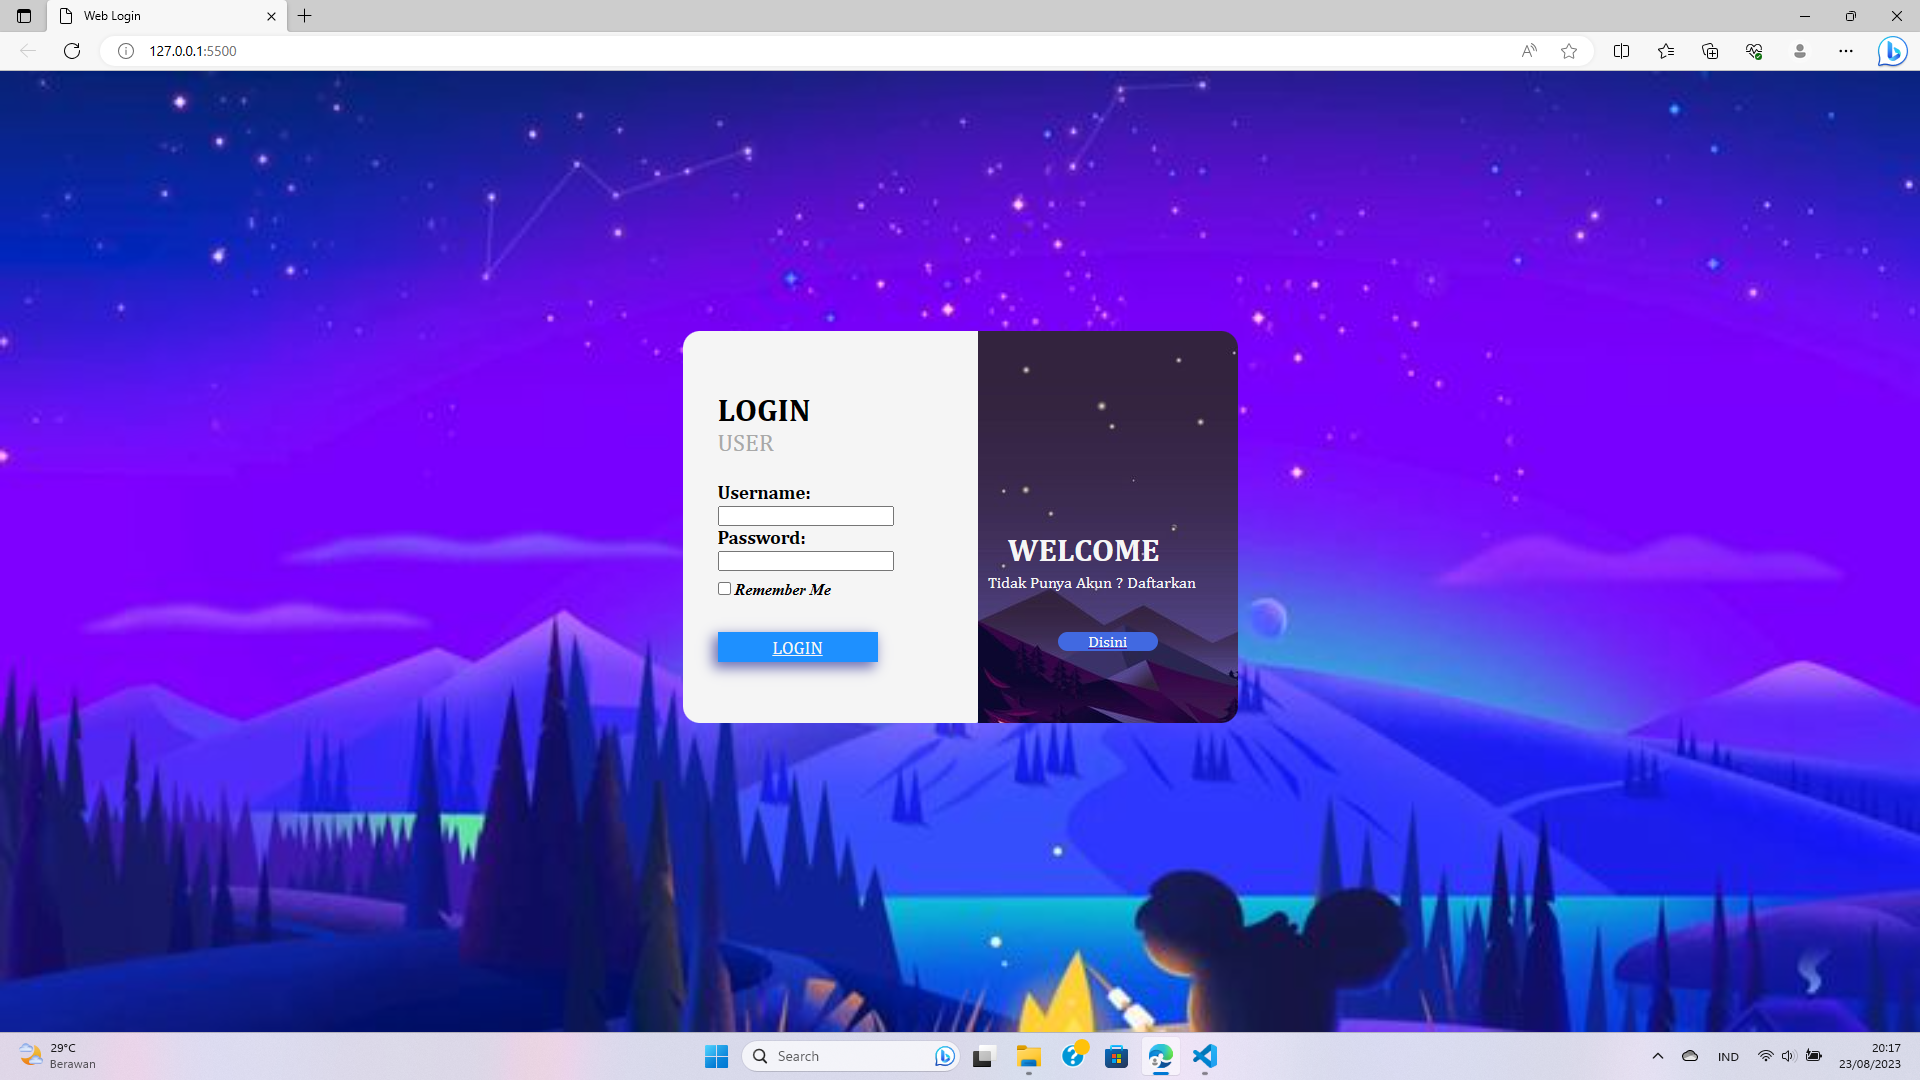 Web Login
127.0.0.1:5500
LOGIN
USER
Username:
Password:
Remember Me
LOGIN
WELCOME
Tidak Punya Akun ? Daftarkan
Disini
29°C
Berawan
Search
IND
20:17
23/08/2023